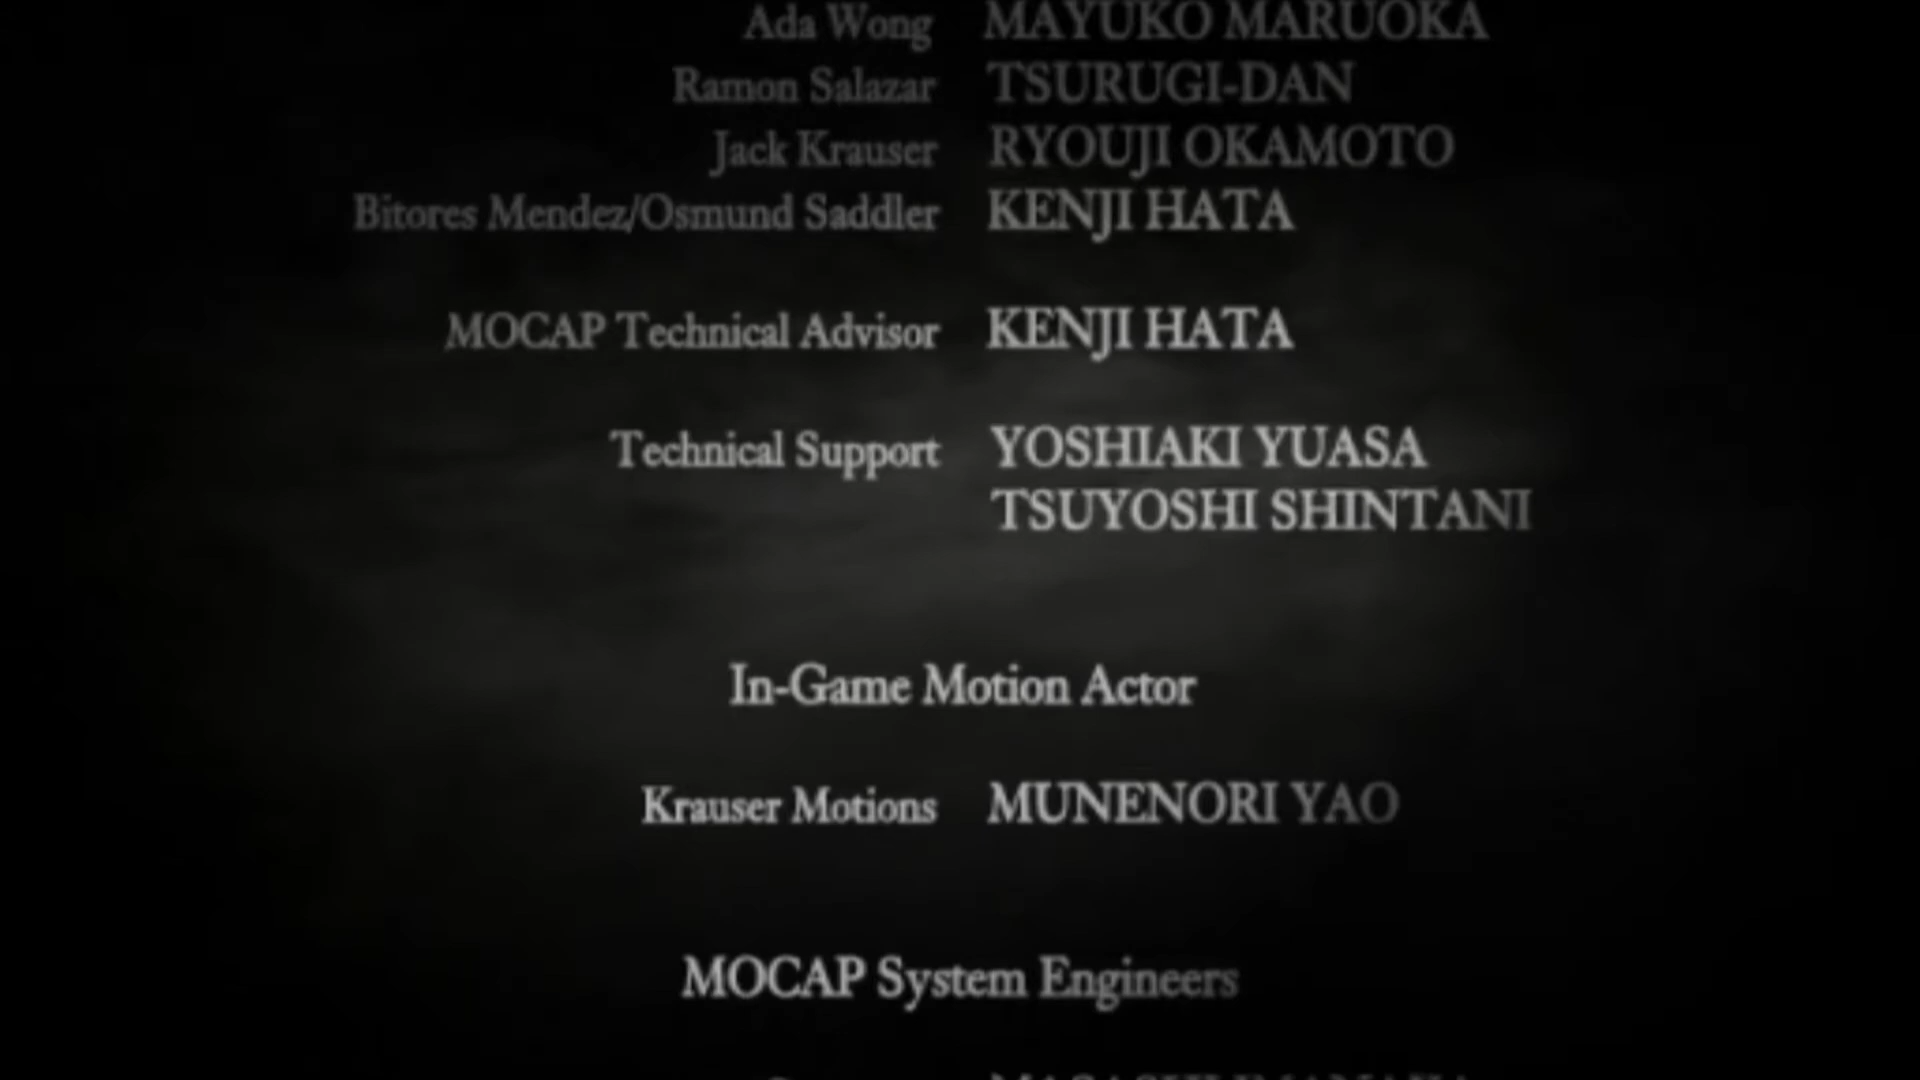 Ada Wong MAYUKO MARUOKA
Ramon Salazar TSURUGI-DAN
Jack Krauser RYOUJI OKAMOTO
Bitores Mendez/Osmund Saddler KENJI HATA
MOCAP Technical Advisor KENJI HATA
Technical Support YOSHIAKI YUASA
TSUYOSHI SHINTANI
In-Game Motion Actor
Krauser Motions MUNENORI YAO
MOCAP System Engineers